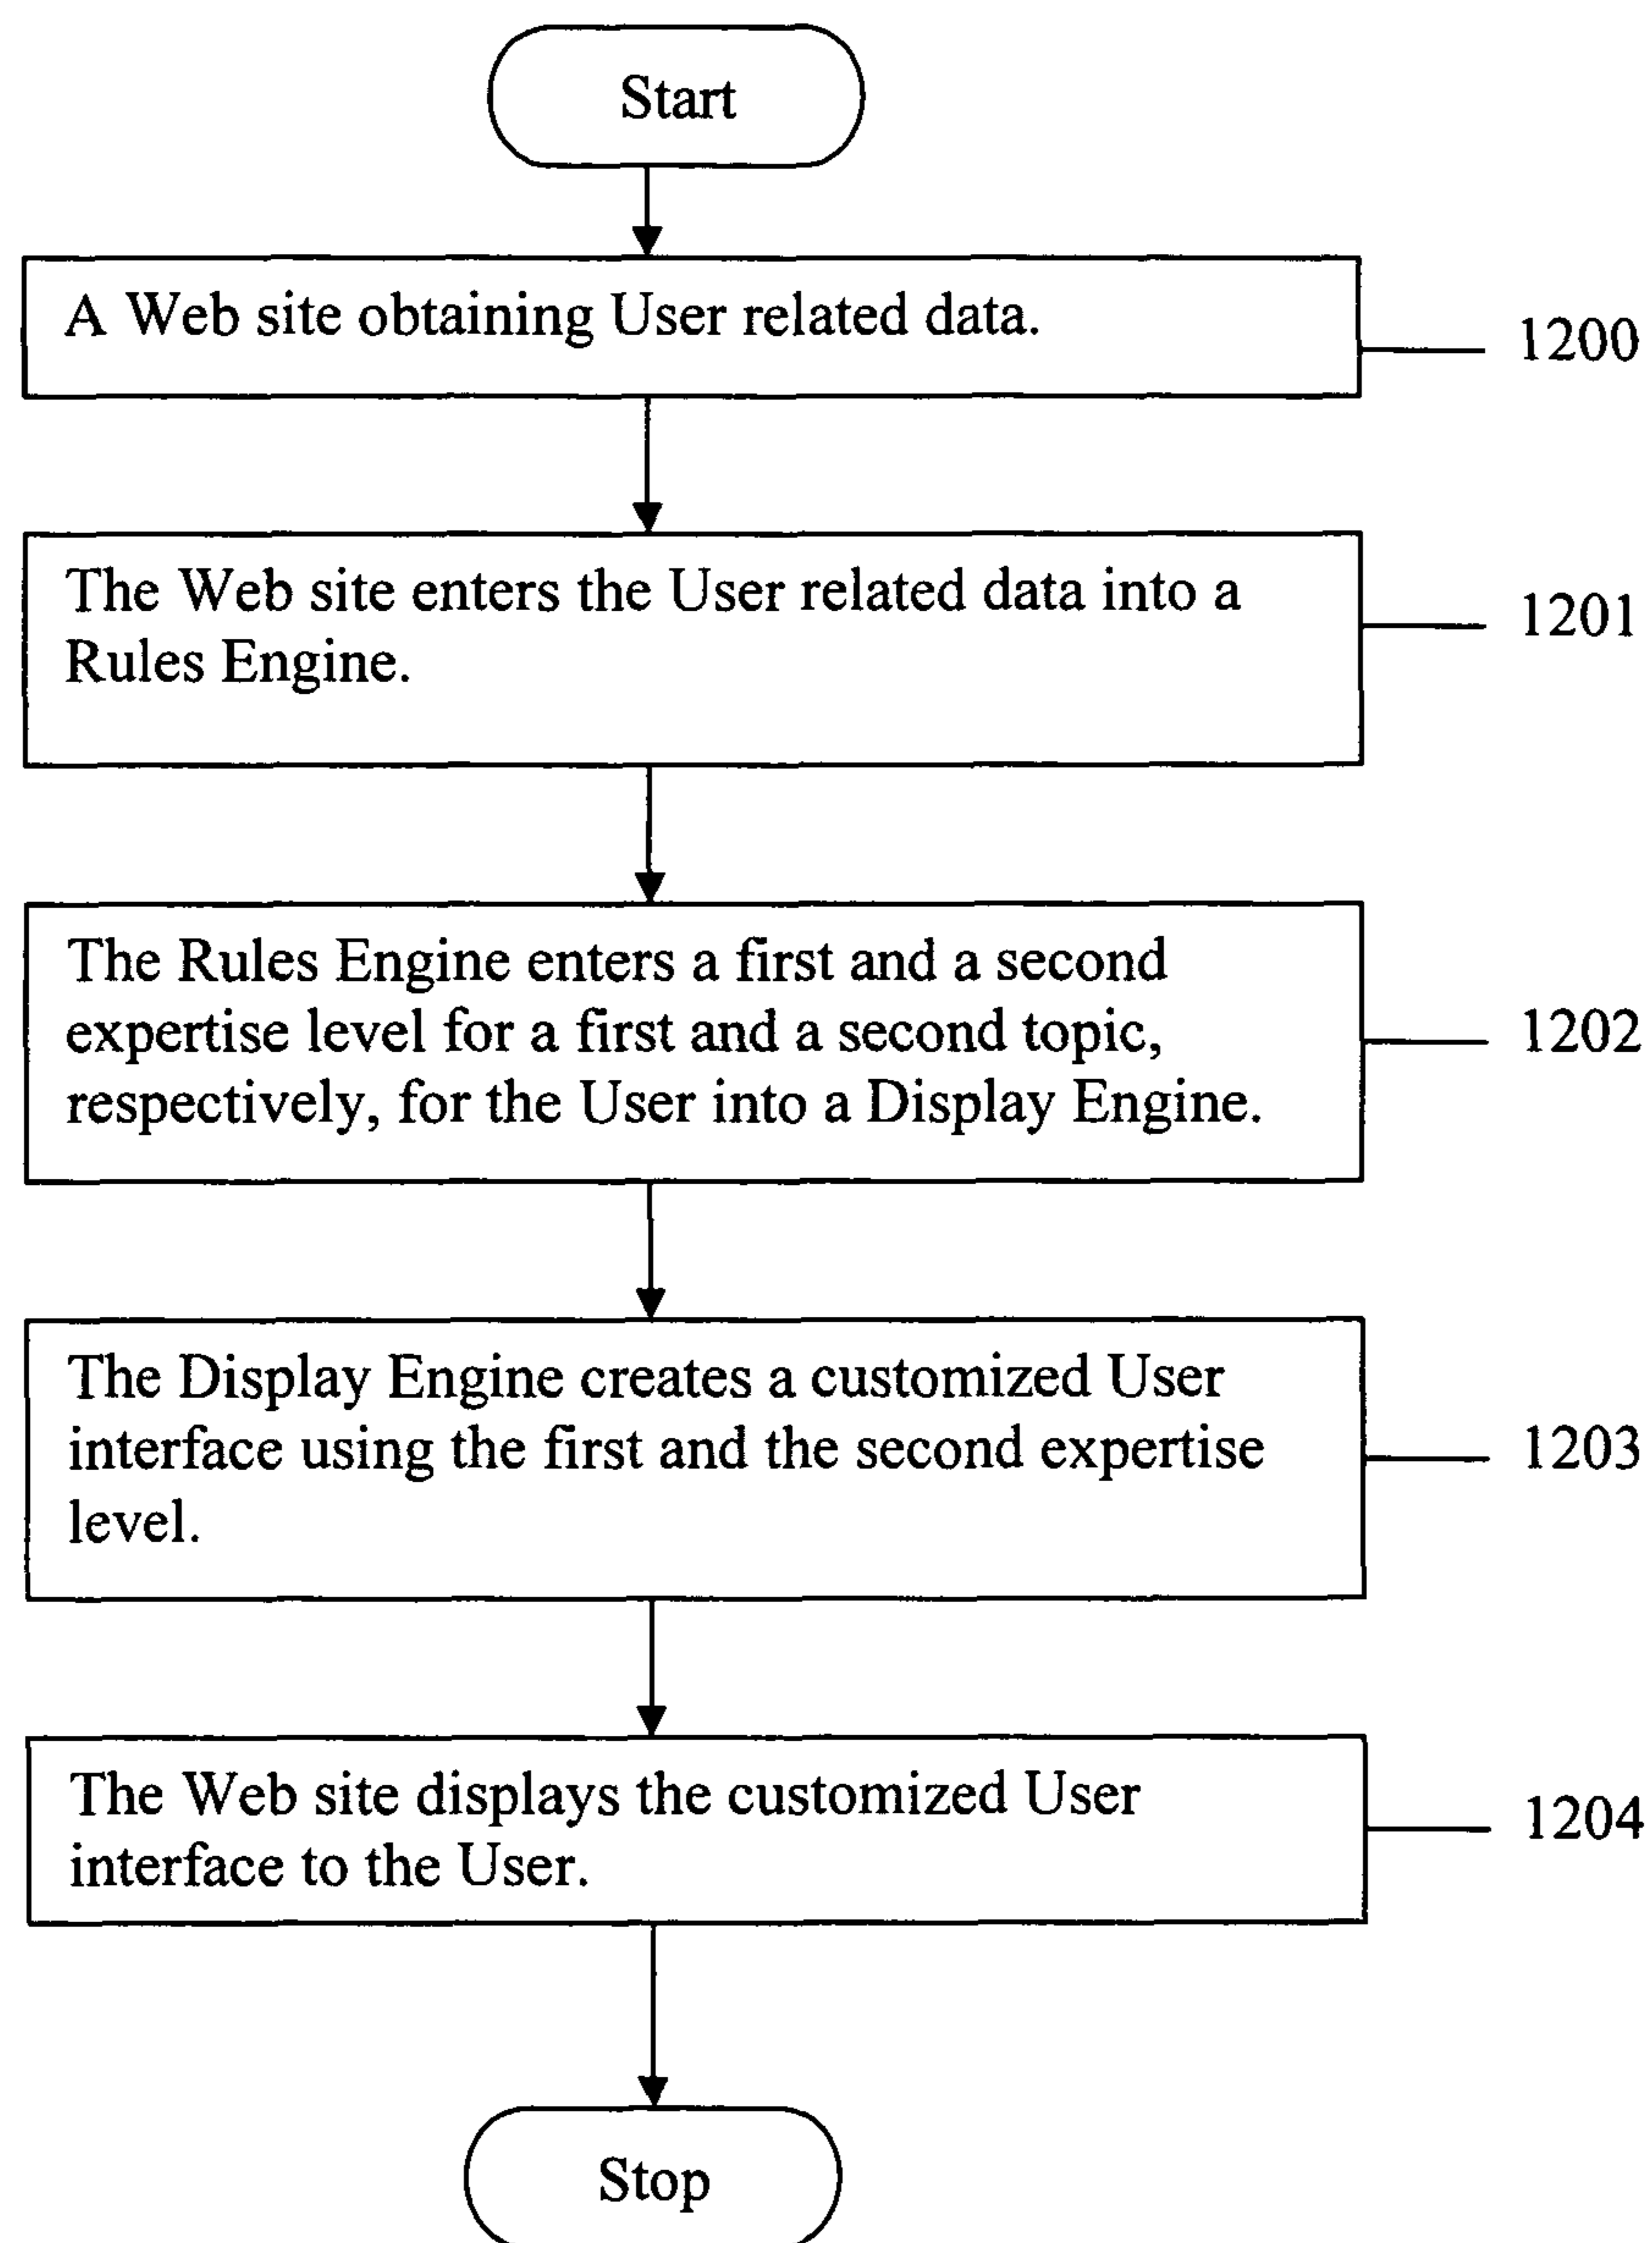 Start
A Web site obtaining User related data.
1200
The Web site enters the User related data into a
Rules Engine.
1201
The Rules Engine enters a first and a second
expertise level for a first and a second topic,
respectively, for the User into a Display Engine.
1202
The Display Engine creates a customized User
interface using the first and the second expertise
level.
1203
The Web site displays the customized User
interface to the User.
1204
Stop